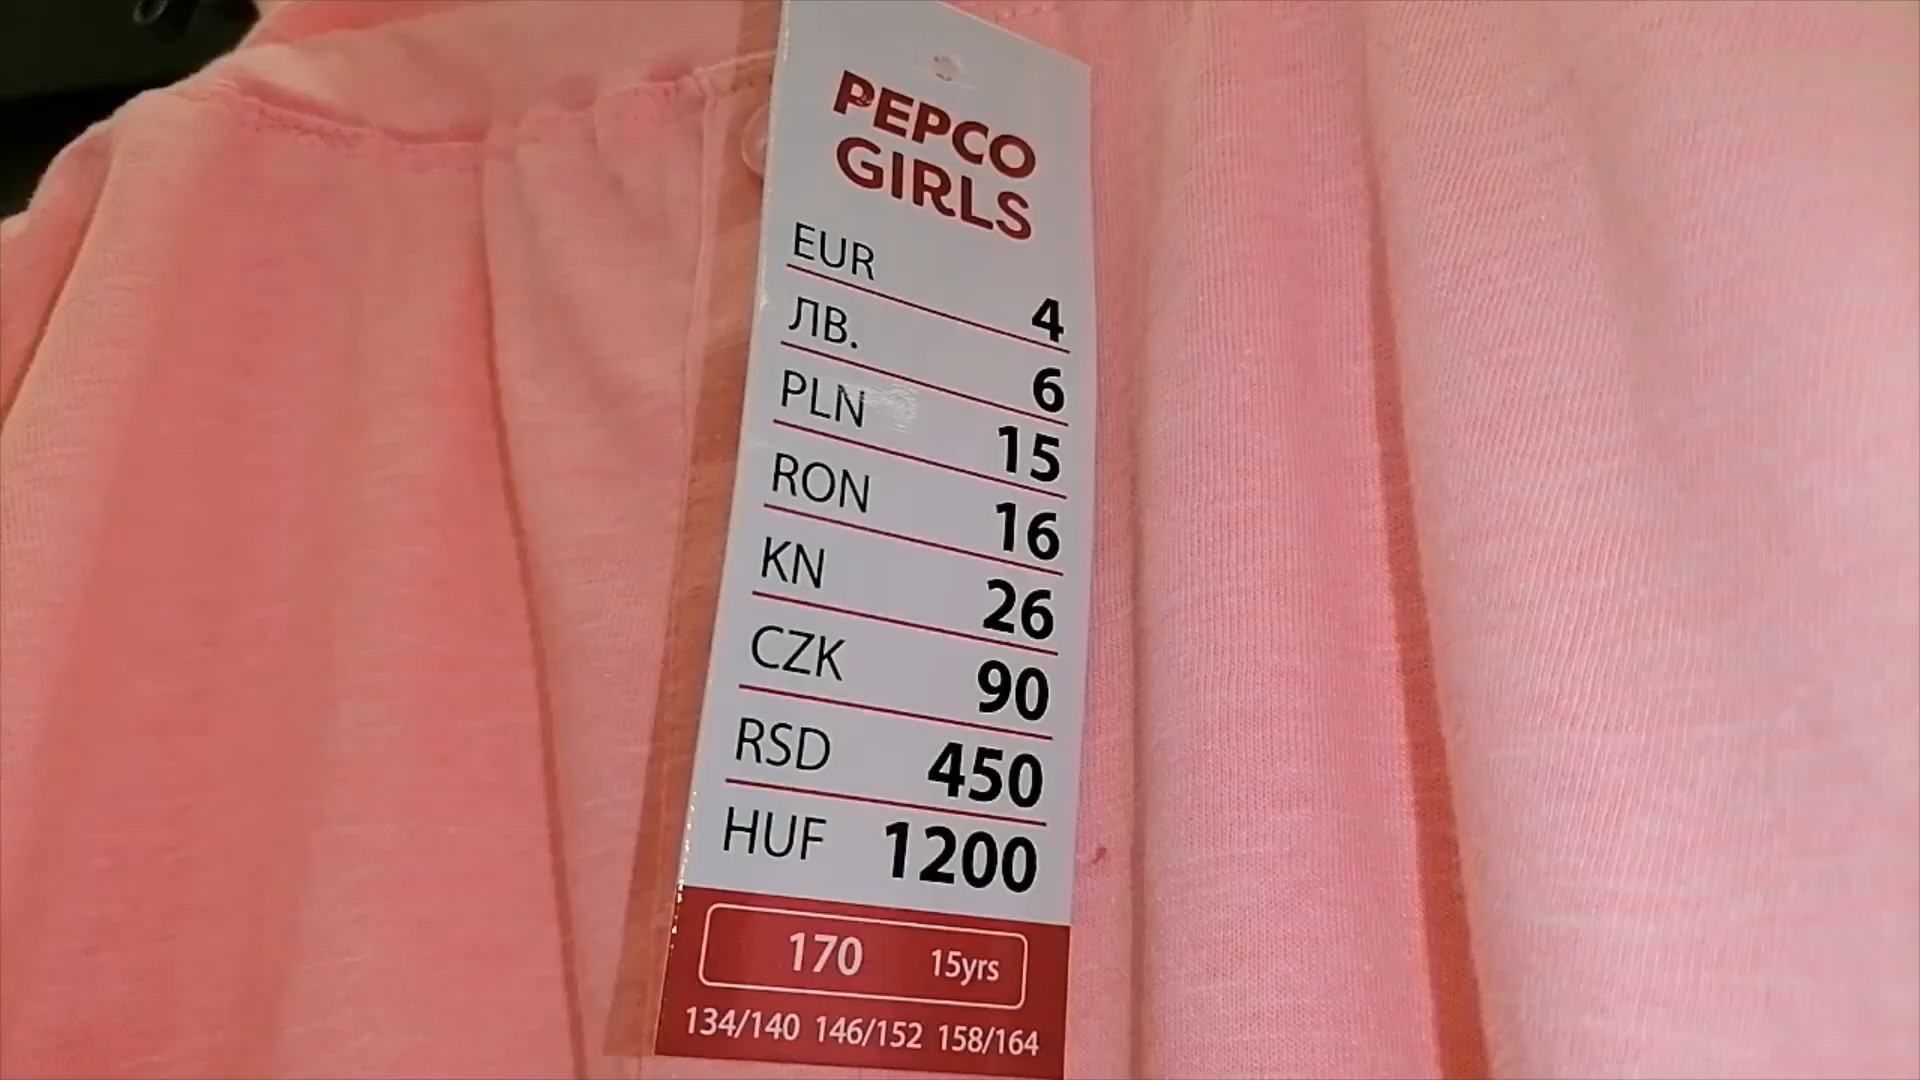 PEPCO
GIRLS
EUR 4
ЛВ. 6
PLN 15
RON 16
KN 26
CZK 90
RSD 450
HUF 1200
170 15yrs
134/140 146/152 158/164